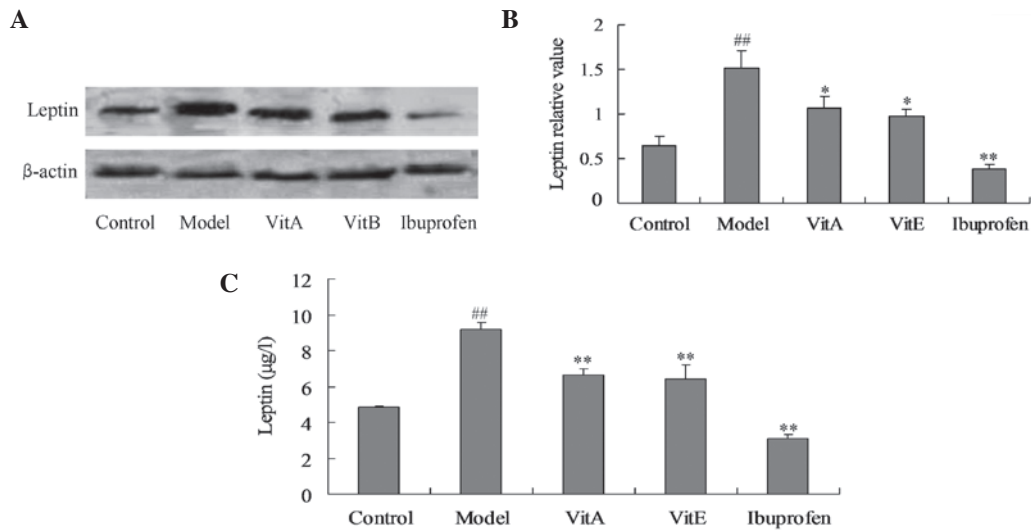 A
Leptin
β-actin
Control Model VitA VitB Ibuprofen
B
Leptin relative value
2
1.5
1
0.5
0
##
*
*
**
Control Model VitA VitE Ibuprofen
C
Leptin (µg/l)
12
10
8
6
4
2
0
##
**
**
**
Control Model VitA VitE Ibuprofen